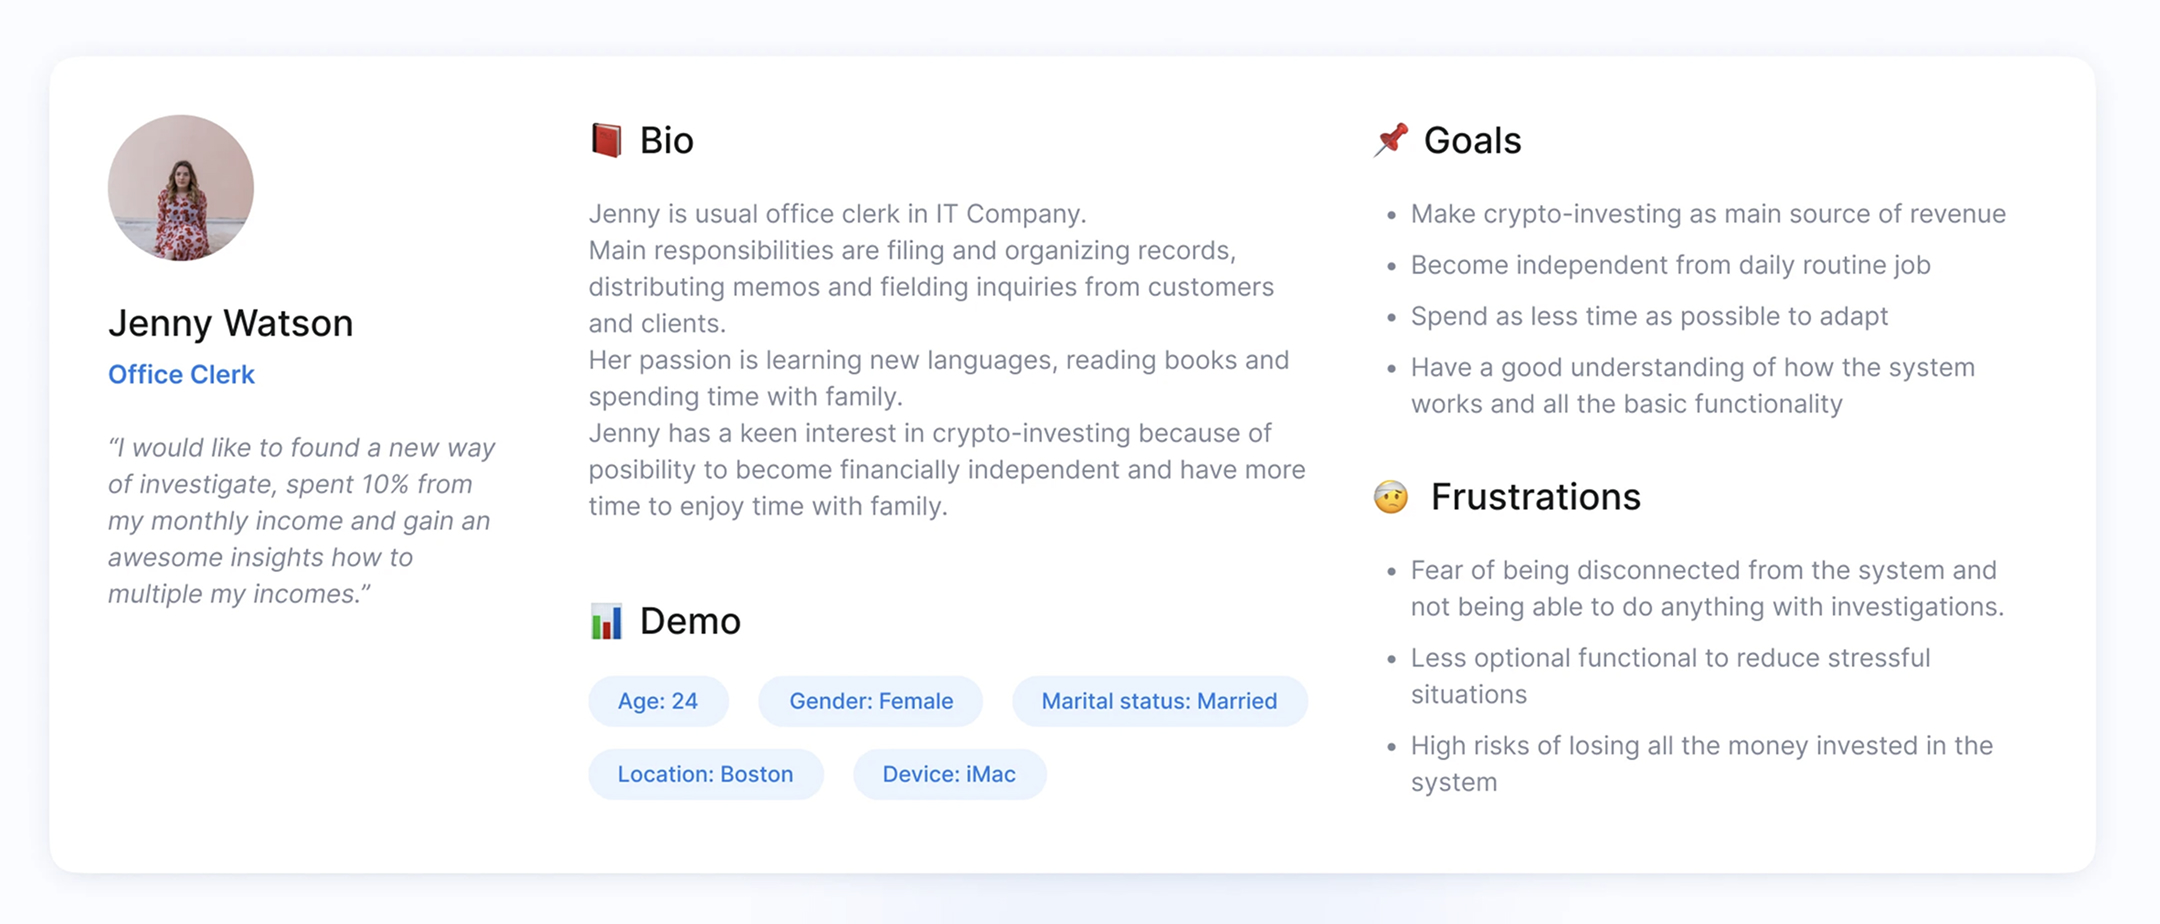 Jenny Watson
Office Clerk
“I would like to found a new way
of investigate, spent 10% from
my monthly income and gain an
awesome insights how to
multiple my incomes.”
Bio
Jenny is usual office clerk in IT Company.
Main responsibilities are filing and organizing records,
distributing memos and fielding inquiries from customers
and clients.
Her passion is learning new languages, reading books and
spending time with family.
Jenny has a keen interest in crypto-investing because of
posibility to become financially independent and have more
time to enjoy time with family.
Demo
Age: 24
Gender: Female
Marital status: Married
Location: Boston
Device: iMac
Goals
• Make crypto-investing as main source of revenue
• Become independent from daily routine job
• Spend as less time as possible to adapt
• Have a good understanding of how the system
works and all the basic functionality
Frustrations
• Fear of being disconnected from the system and
not being able to do anything with investigations.
• Less optional functional to reduce stressful
situations
• High risks of losing all the money invested in the
system